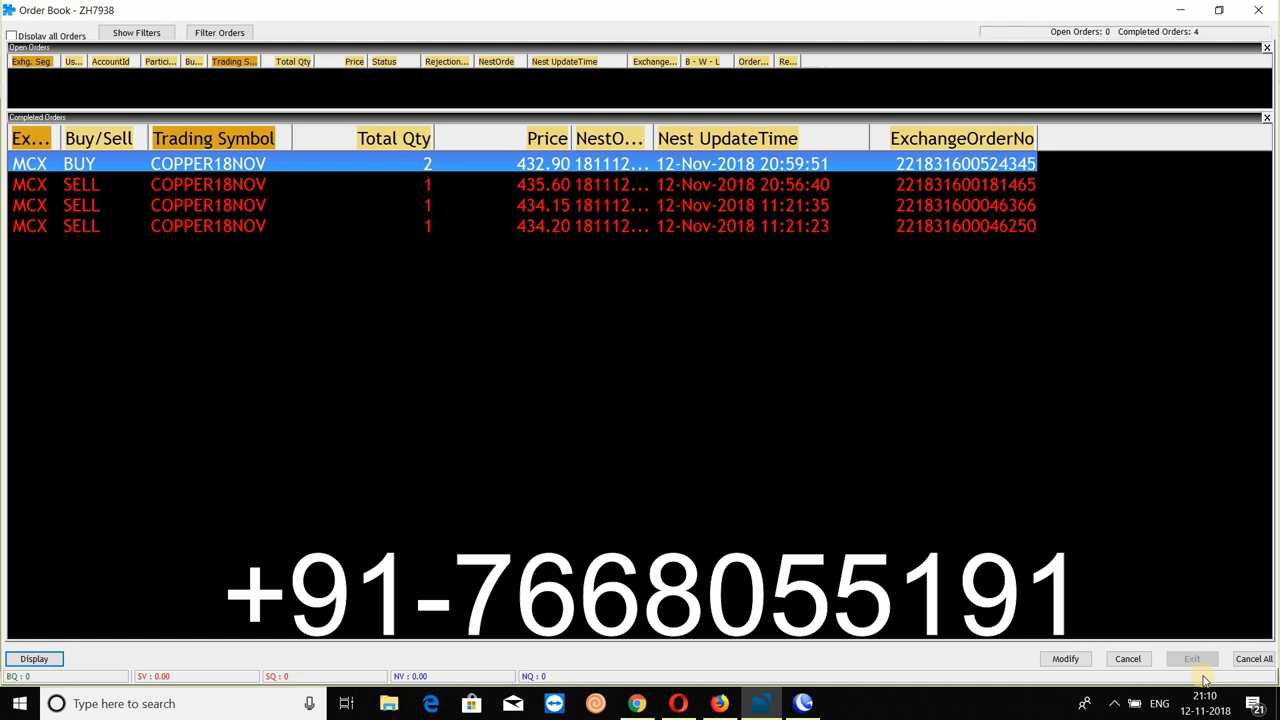 Order Book - ZH7938
Display all Orders Show Filters Filter Orders Open Orders: 0 Completed Orders: 4
Open Orders
Exhg. Seg Us... AccountId Partici... Bu... Trading S... Total Qty Price Status Rejection... NestOrde Nest UpdateTime Exchange... B - W - L Order... Re...
Completed Orders
Ex... Buy/Sell Trading Symbol Total Qty Price NestO... Nest UpdateTime ExchangeOrderNo
MCX BUY COPPER18NOV 2 432.90 181112... 12-Nov-2018 20:59:51 221831600524345
MCX SELL COPPER18NOV 1 435.60 181112... 12-Nov-2018 20:56:40 221831600181465
MCX SELL COPPER18NOV 1 434.15 181112... 12-Nov-2018 11:21:35 221831600046366
MCX SELL COPPER18NOV 1 434.20 181112... 12-Nov-2018 11:21:23 221831600046250
+91-7668055191
Display Modify Cancel Exit Cancel All
BQ : 0 SV : 0.00 SQ : 0 NV : 0.00 NQ : 0
Type here to search ENG 21:10
12-11-2018 21